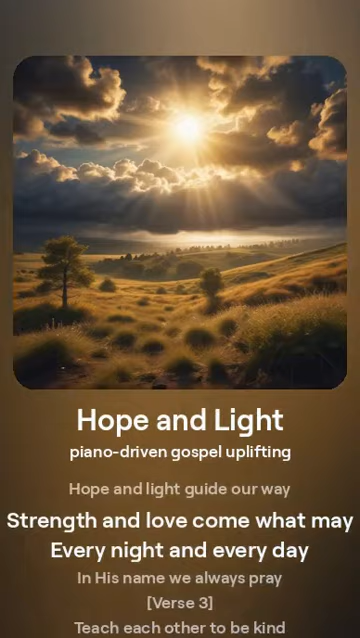 Hope and Light
piano-driven gospel uplifting
Hope and light guide our way
Strength and love come what may
Every night and every day
In His name we always pray
[Verse 3]
Teach each other to be kind